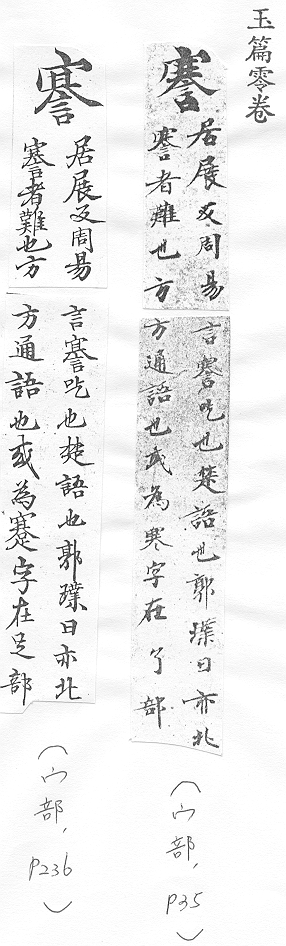 玉篇零卷
謇
居展反周易
謇者難也方
言謇吃也楚語也郭璞曰亦北
方通語也或為寒字在了部
（宀部，P35）
謇
居展反周易
謇者難也方
言謇吃也楚語也郭璞曰亦北
方通語也或為蹇字在足部
（宀部，P236）